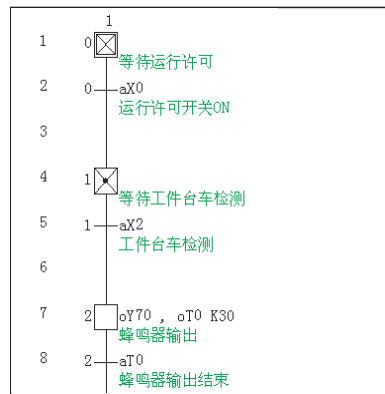 1
1 0
等待运行许可
2 0 aX0
运行许可开关ON
3
4 1
等待工件台车检测
5 1 aX2
工件台车检测
6
7 2 oY70 , oT0 K30
蜂鸣器输出
8 2 aT0
蜂鸣器输出结束